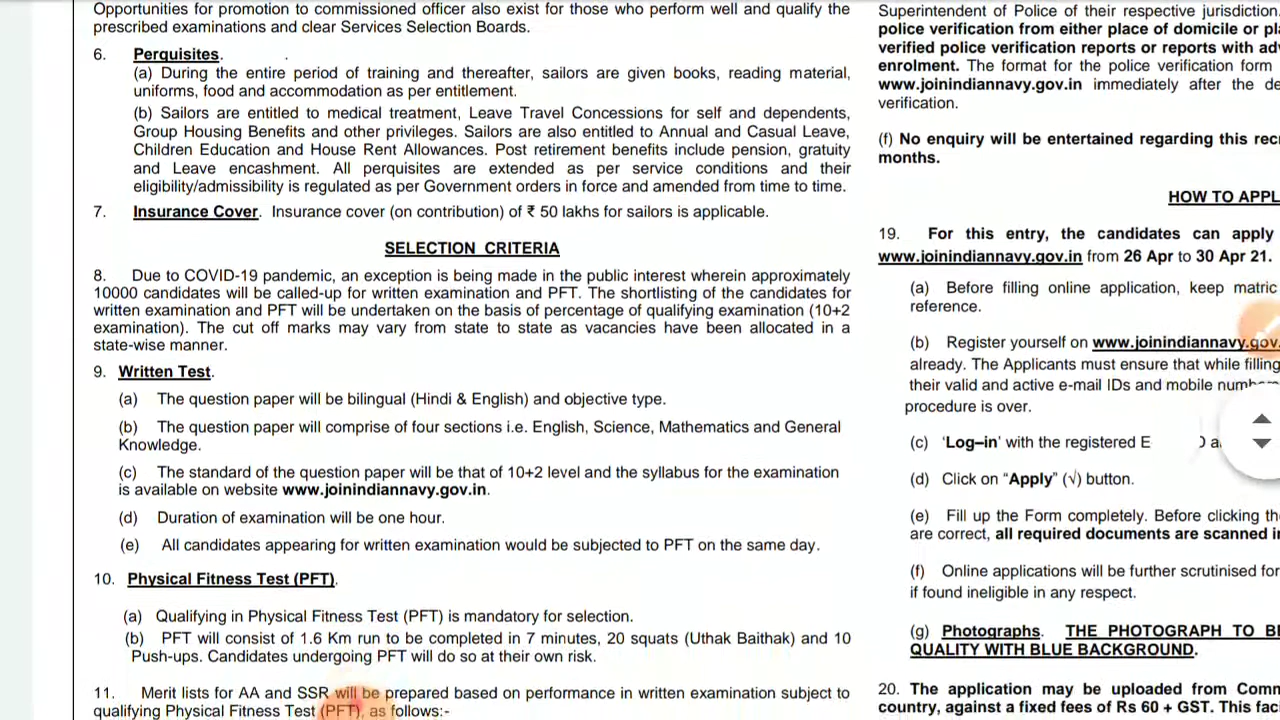 Opportunities for promotion to commissioned officer also exist for those who perform well and qualify the
prescribed examinations and clear Services Selection Boards.
6. Perquisites.
(a) During the entire period of training and thereafter, sailors are given books, reading material,
uniforms, food and accommodation as per entitlement.
(b) Sailors are entitled to medical treatment, Leave Travel Concessions for self and dependents,
Group Housing Benefits and other privileges. Sailors are also entitled to Annual and Casual Leave,
Children Education and House Rent Allowances. Post retirement benefits include pension, gratuity
and Leave encashment. All perquisites are extended as per service conditions and their
eligibility/admissibility is regulated as per Government orders in force and amended from time to time.
7. Insurance Cover. Insurance cover (on contribution) of ₹ 50 lakhs for sailors is applicable.
SELECTION CRITERIA
8. Due to COVID-19 pandemic, an exception is being made in the public interest wherein approximately
10000 candidates will be called-up for written examination and PFT. The shortlisting of the candidates for
written examination and PFT will be undertaken on the basis of percentage of qualifying examination (10+2
examination). The cut off marks may vary from state to state as vacancies have been allocated in a
state-wise manner.
9. Written Test.
(a) The question paper will be bilingual (Hindi & English) and objective type.
(b) The question paper will comprise of four sections i.e. English, Science, Mathematics and General
Knowledge.
(c) The standard of the question paper will be that of 10+2 level and the syllabus for the examination
is available on website www.joinindiannavy.gov.in.
(d) Duration of examination will be one hour.
(e) All candidates appearing for written examination would be subjected to PFT on the same day.
10. Physical Fitness Test (PFT).
(a) Qualifying in Physical Fitness Test (PFT) is mandatory for selection.
(b) PFT will consist of 1.6 Km run to be completed in 7 minutes, 20 squats (Uthak Baithak) and 10
Push-ups. Candidates undergoing PFT will do so at their own risk.
11. Merit lists for AA and SSR will be prepared based on performance in written examination subject to
qualifying Physical Fitness Test (PFT), as follows:-
Superintendent of Police of their respective jurisdiction.
police verification from either place of domicile or
verified police verification reports or reports with
enrolment. The format for the police verification form
www.joinindiannavy.gov.in immediately after the
verification.
(f) No enquiry will be entertained regarding this
months.
HOW TO
19. For this entry, the candidates can apply
www.joinindiannavy.gov.in from 26 Apr to 30 Apr 21.
(a) Before filling online application, keep matric
reference.
(b) Register yourself on www.joinindiannavy.gov.
already. The Applicants must ensure that while filling
their valid and active e-mail IDs and mobile
procedure is over.
(c) 'Log–in' with the registered
(d) Click on “Apply” (√) button.
(e) Fill up the Form completely. Before clicking
are correct, all required documents are scanned
(f) Online applications will be further scrutinised for
if found ineligible in any respect.
(g) Photographs. THE PHOTOGRAPH TO
QUALITY WITH BLUE BACKGROUND.
20. The application may be uploaded from
country, against a fixed fees of Rs 60 + GST. This